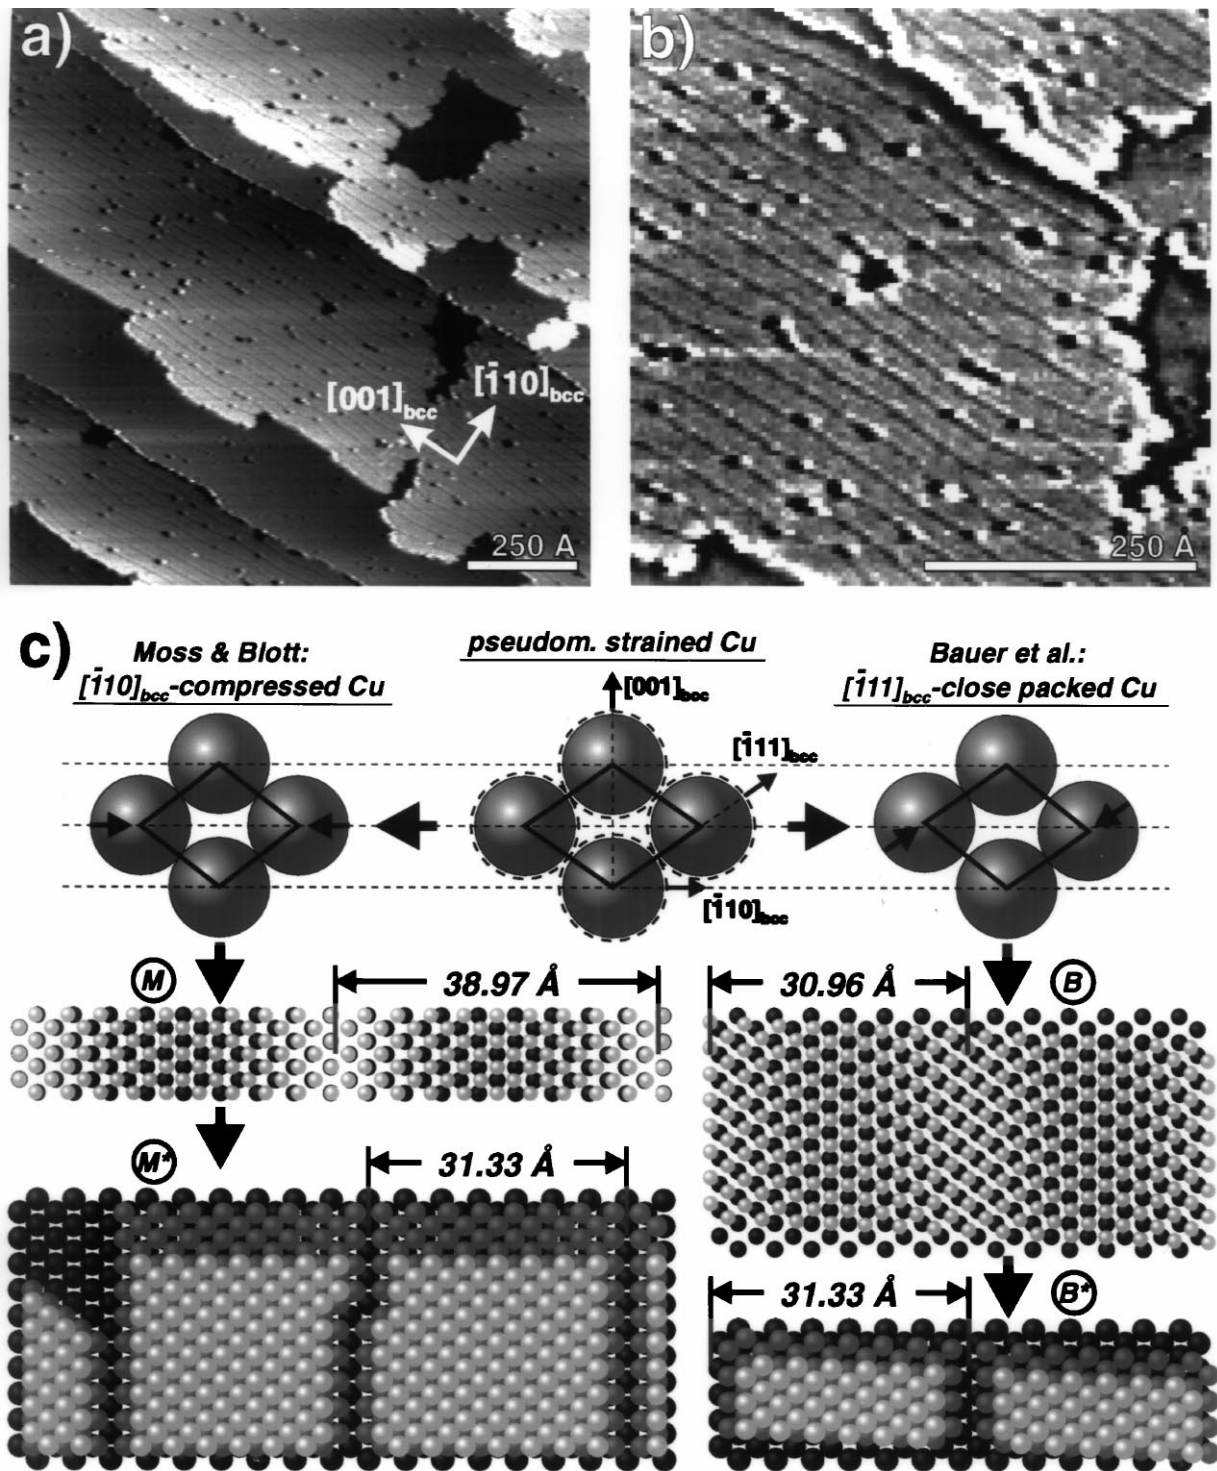 a)
[001]bcc
[1̄10]bcc
250 Å
b)
250 Å
c)
Moss & Blott:
[1̄10]bcc-compressed Cu
pseudom. strained Cu
[001]bcc
[1̄11]bcc
[1̄10]bcc
Bauer et al.:
[1̄11]bcc-close packed Cu
M
38.97 Å
30.96 Å
B
M*
31.33 Å
31.33 Å
B*